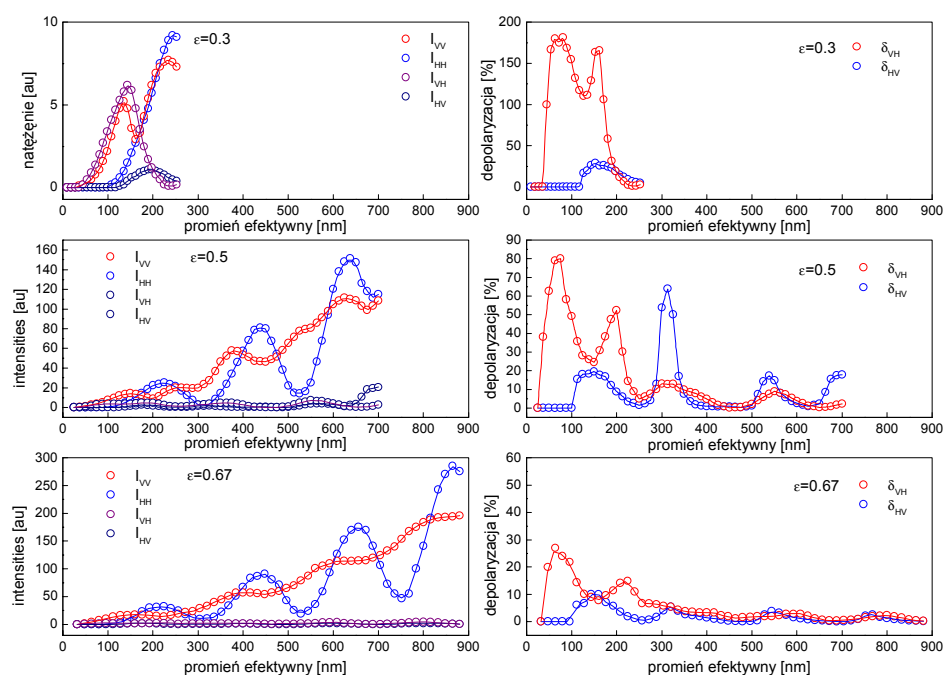 10
5
0
natężęnie [au]
ε=0.3
I_VV
I_HH
I_VH
I_HV
0 100 200 300 400 500 600 700 800 900
promień efektywny [nm]
200
150
100
50
0
depolaryzacja [%]
ε=0.3
δ_VH
δ_HV
0 100 200 300 400 500 600 700 800 900
promień efektywny [nm]
160
140
120
100
80
60
40
20
0
intensities [au]
I_VV
I_HH
I_VH
I_HV
ε=0.5
0 100 200 300 400 500 600 700 800 900
promień efektywny [nm]
90
80
70
60
50
40
30
20
10
0
depolaryzacja [%]
ε=0.5
δ_VH
δ_HV
0 100 200 300 400 500 600 700 800 900
promień efektywny [nm]
300
250
200
150
100
50
0
intensities [au]
I_VV
I_HH
I_VH
I_HV
ε=0.67
0 100 200 300 400 500 600 700 800 900
promień efektywny [nm]
60
50
40
30
20
10
0
depolaryzacja [%]
ε=0.67
δ_VH
δ_HV
0 100 200 300 400 500 600 700 800 900
promień efektywny [nm]